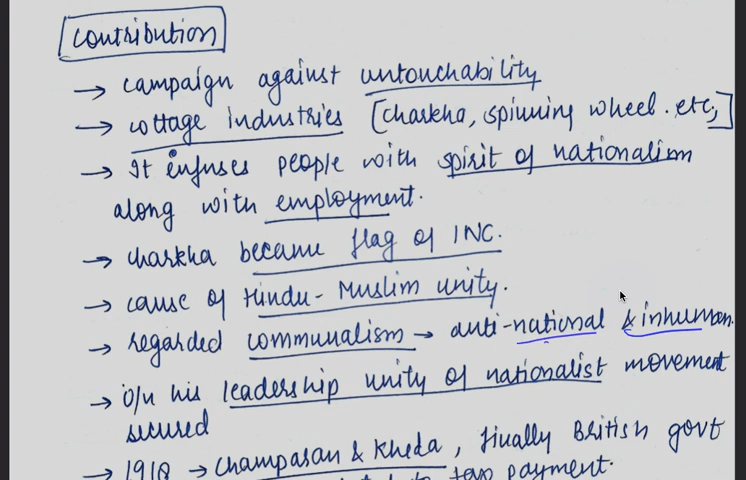 Contribution
→ campaign against untouchability
→ cottage industries [charkha, spinning wheel. etc,]
→ It enfuses people with spirit of nationalism
along with employment.
→ charkha became flag of INC.
→ cause of Hindu-Muslim unity.
→ regarded communalism → anti-national & inhuman.
→ o/u his leadership unity of nationalist movement
secured
→ 1918 → Champaran & Kheda, finally British govt
tax payment.